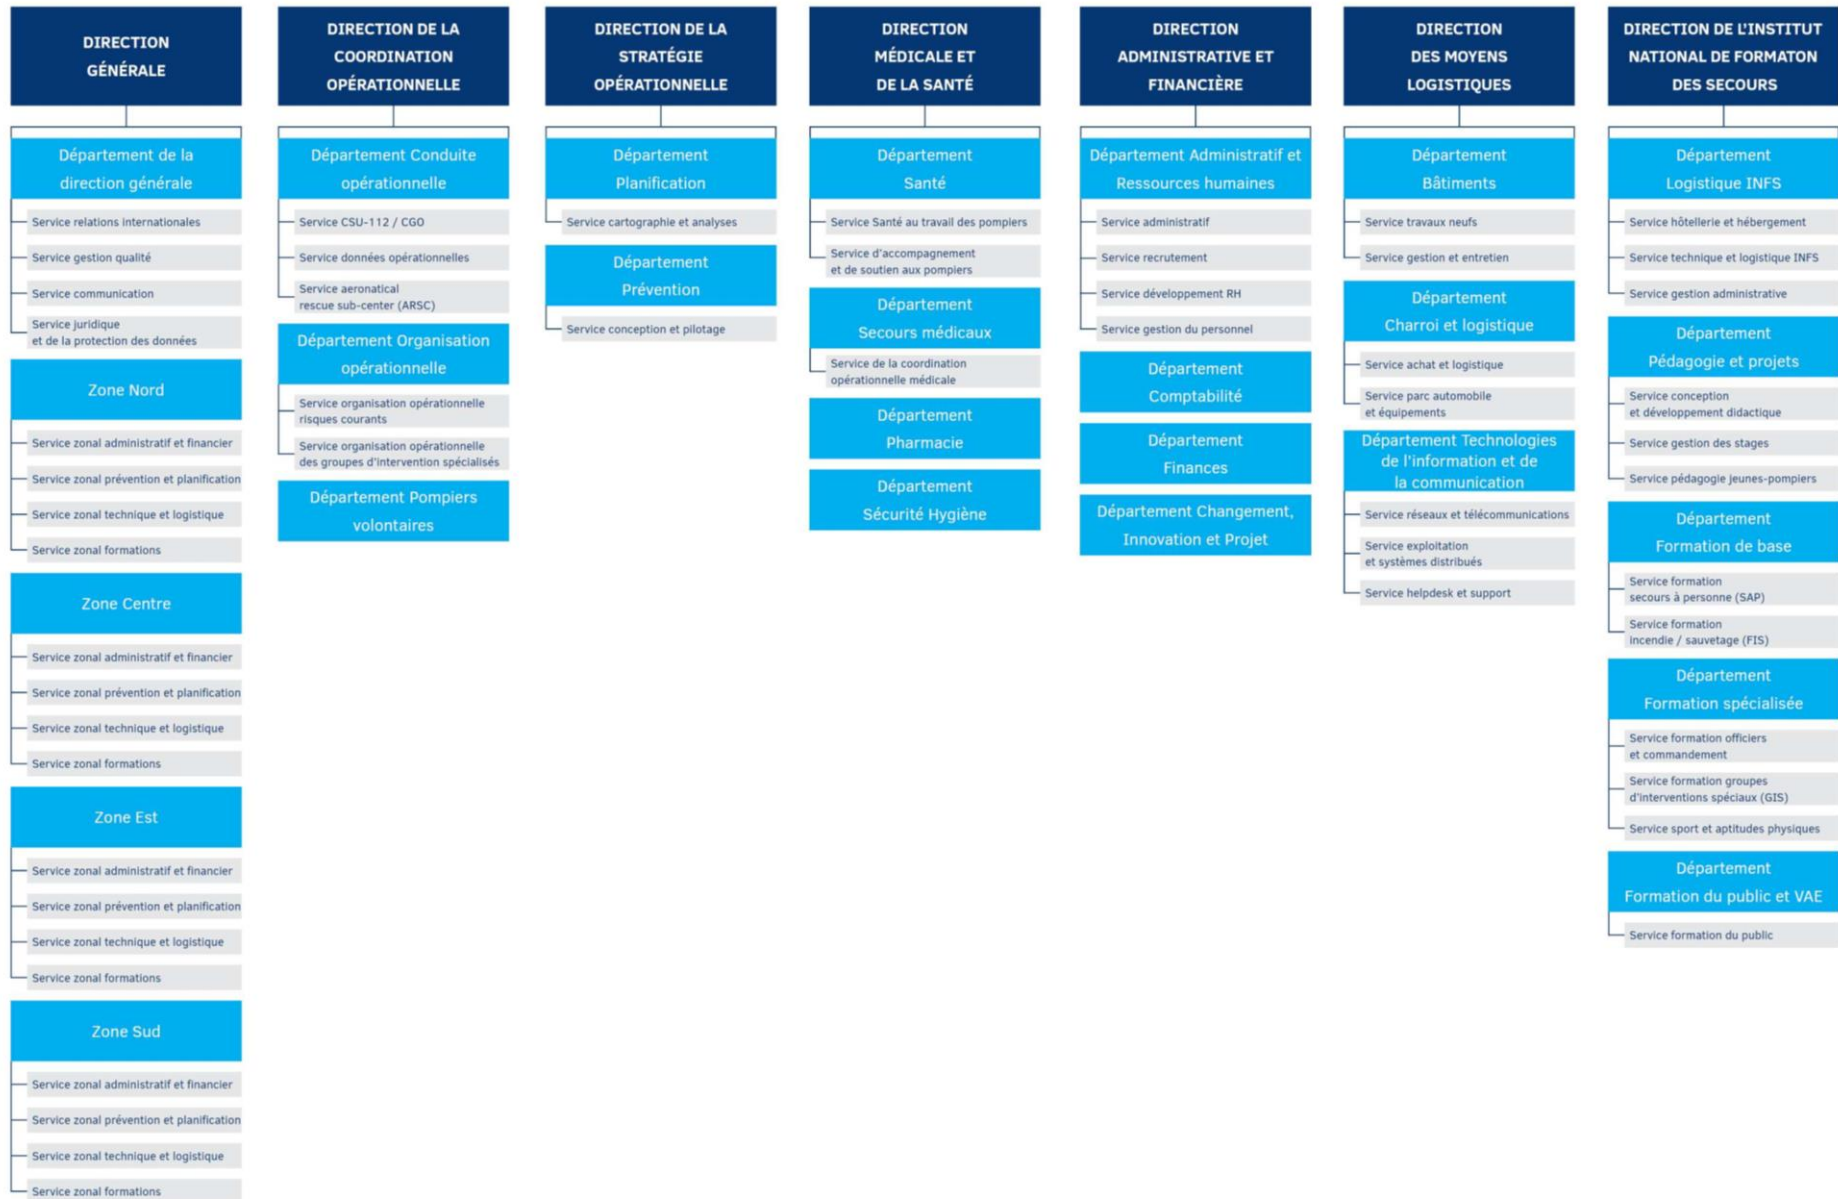 DIRECTION
GÉNÉRALE
Département de la
direction générale
Service relations internationales
Service gestion qualité
Service communication
Service juridique
et de la protection des données
Zone Nord
Service zonal administratif et financier
Service zonal prévention et planification
Service zonal technique et logistique
Service zonal formations
Zone Centre
Service zonal administratif et financier
Service zonal prévention et planification
Service zonal technique et logistique
Service zonal formations
Zone Est
Service zonal administratif et financier
Service zonal prévention et planification
Service zonal technique et logistique
Service zonal formations
Zone Sud
Service zonal administratif et financier
Service zonal prévention et planification
Service zonal technique et logistique
Service zonal formations
DIRECTION DE LA
COORDINATION
OPÉRATIONNELLE
Département Conduite
opérationnelle
Service CSU-112 / CGO
Service données opérationnelles
Service aeronatical
rescue sub-center (ARSC)
Département Organisation
opérationnelle
Service organisation opérationnelle
risques courants
Service organisation opérationnelle
des groupes d'intervention spécialisés
Département Pompiers
volontaires
DIRECTION DE LA
STRATÉGIE
OPÉRATIONNELLE
Département
Planification
Service cartographie et analyses
Département
Prévention
Service conception et pilotage
DIRECTION
MÉDICALE ET
DE LA SANTÉ
Département
Santé
Service Santé au travail des pompiers
Service d'accompagnement
et de soutien aux pompiers
Département
Secours médicaux
Service de la coordination
opérationnelle médicale
Département
Pharmacie
Département
Sécurité Hygiène
DIRECTION
ADMINISTRATIVE ET
FINANCIÈRE
Département Administratif et
Ressources humaines
Service administratif
Service recrutement
Service développement RH
Service gestion du personnel
Département
Comptabilité
Département
Finances
Département Changement,
Innovation et Projet
DIRECTION
DES MOYENS
LOGISTIQUES
Département
Bâtiments
Service travaux neufs
Service gestion et entretien
Département
Charroi et logistique
Service achat et logistique
Service parc automobile
et équipements
Département Technologies
de l'information et de
la communication
Service réseaux et télécommunications
Service exploitation
et systèmes distribués
Service helpdesk et support
DIRECTION DE L'INSTITUT
NATIONAL DE FORMATON
DES SECOURS
Département
Logistique INFS
Service hôtellerie et hébergement
Service technique et logistique INFS
Service gestion administrative
Département
Pédagogie et projets
Service conception
et développement didactique
Service gestion des stages
Service pédagogie jeunes-pompiers
Département
Formation de base
Service formation
secours à personne (SAP)
Service formation
incendie / sauvetage (FIS)
Département
Formation spécialisée
Service formation officiers
et commandement
Service formation groupes
d'interventions spéciaux (GIS)
Service sport et aptitudes physiques
Département
Formation du public et VAE
Service formation du public